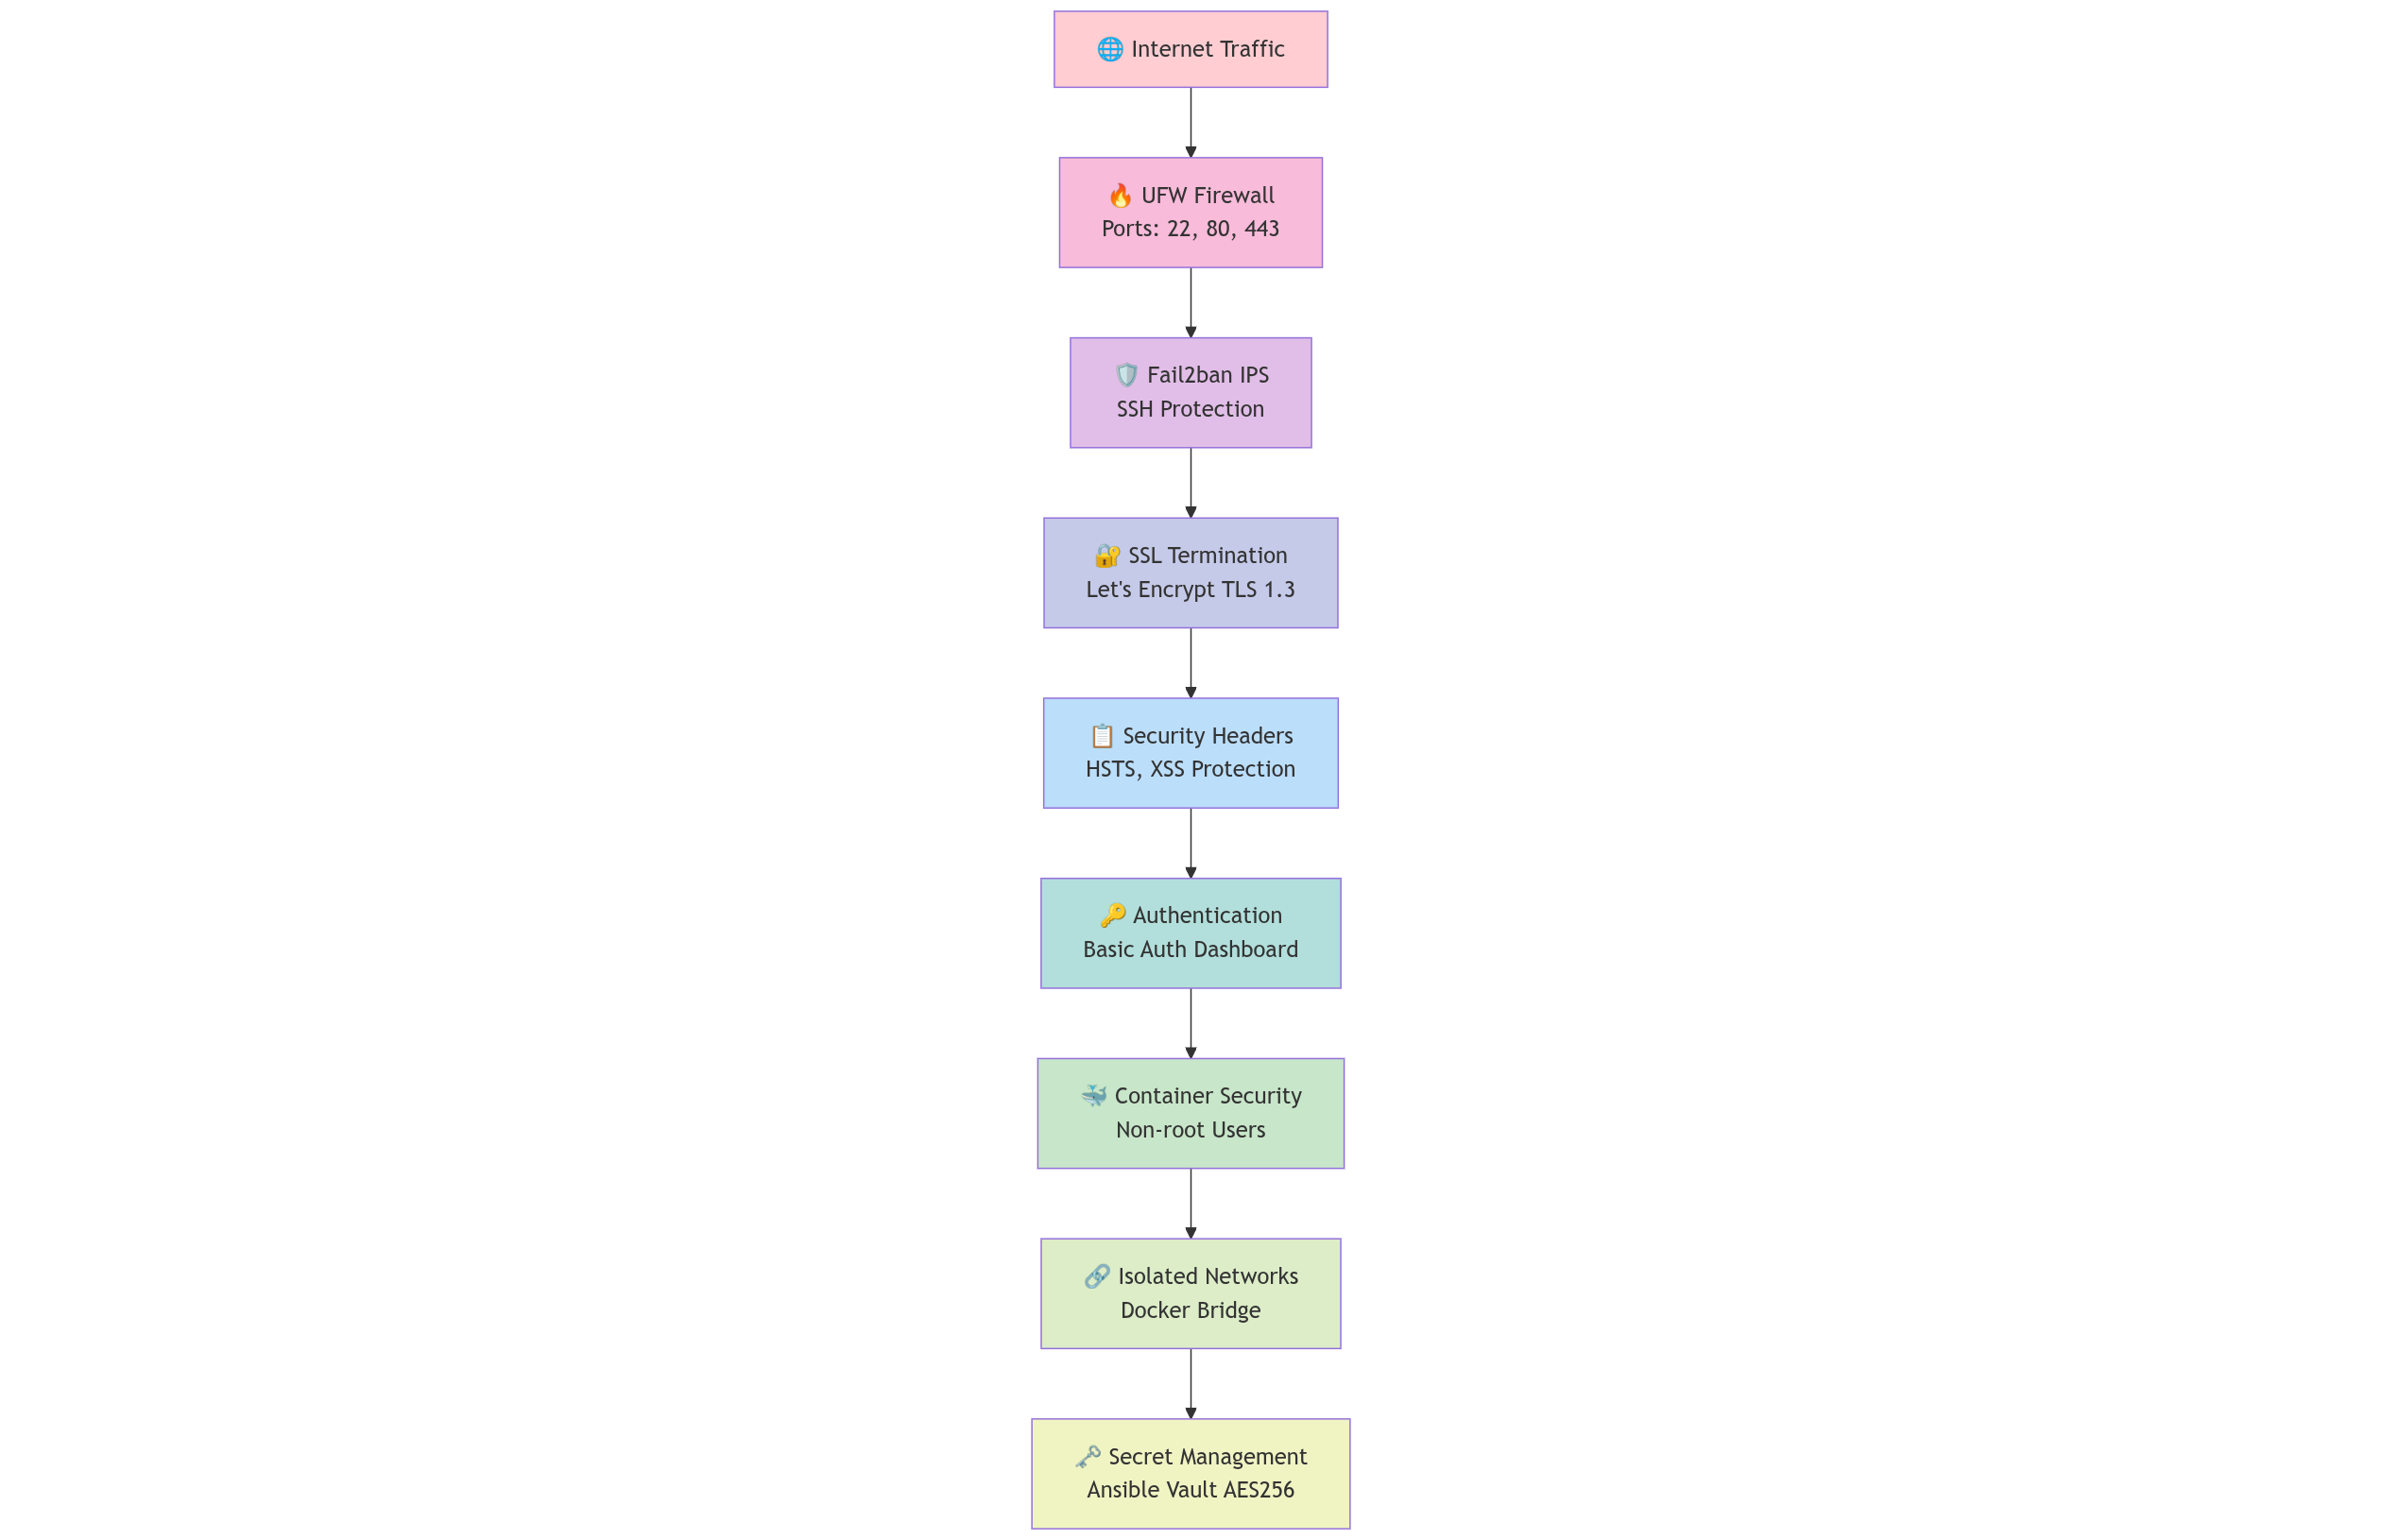 🌐 Internet Traffic
🔥 UFW Firewall
Ports: 22, 80, 443
🛡️ Fail2ban IPS
SSH Protection
🔐 SSL Termination
Let's Encrypt TLS 1.3
📋 Security Headers
HSTS, XSS Protection
🔑 Authentication
Basic Auth Dashboard
🐳 Container Security
Non-root Users
🔗 Isolated Networks
Docker Bridge
🗝️ Secret Management
Ansible Vault AES256